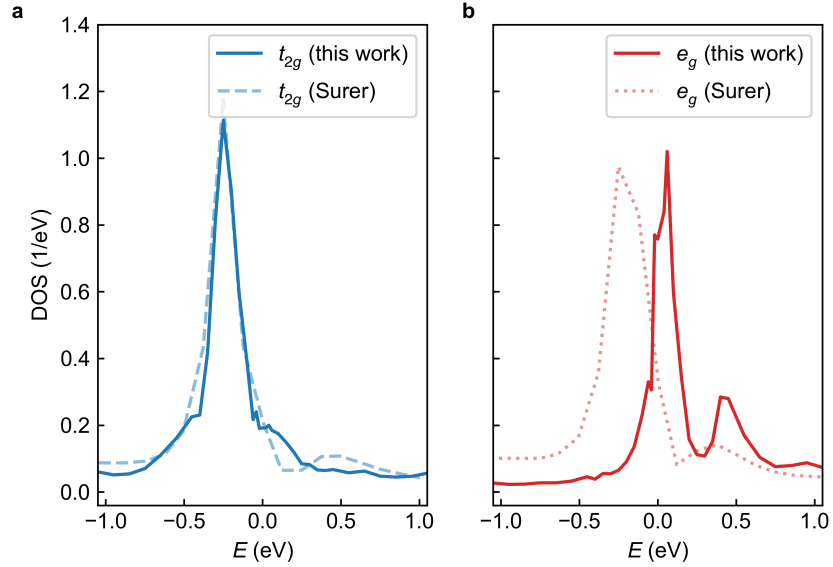 a
b
1.4
1.2
1.0
0.8
0.6
0.4
0.2
0.0
DOS (1/eV)
t2g (this work)
t2g (Surer)
−1.0 −0.5 0.0 0.5 1.0
E (eV)
eg (this work)
eg (Surer)
−1.0 −0.5 0.0 0.5 1.0
E (eV)